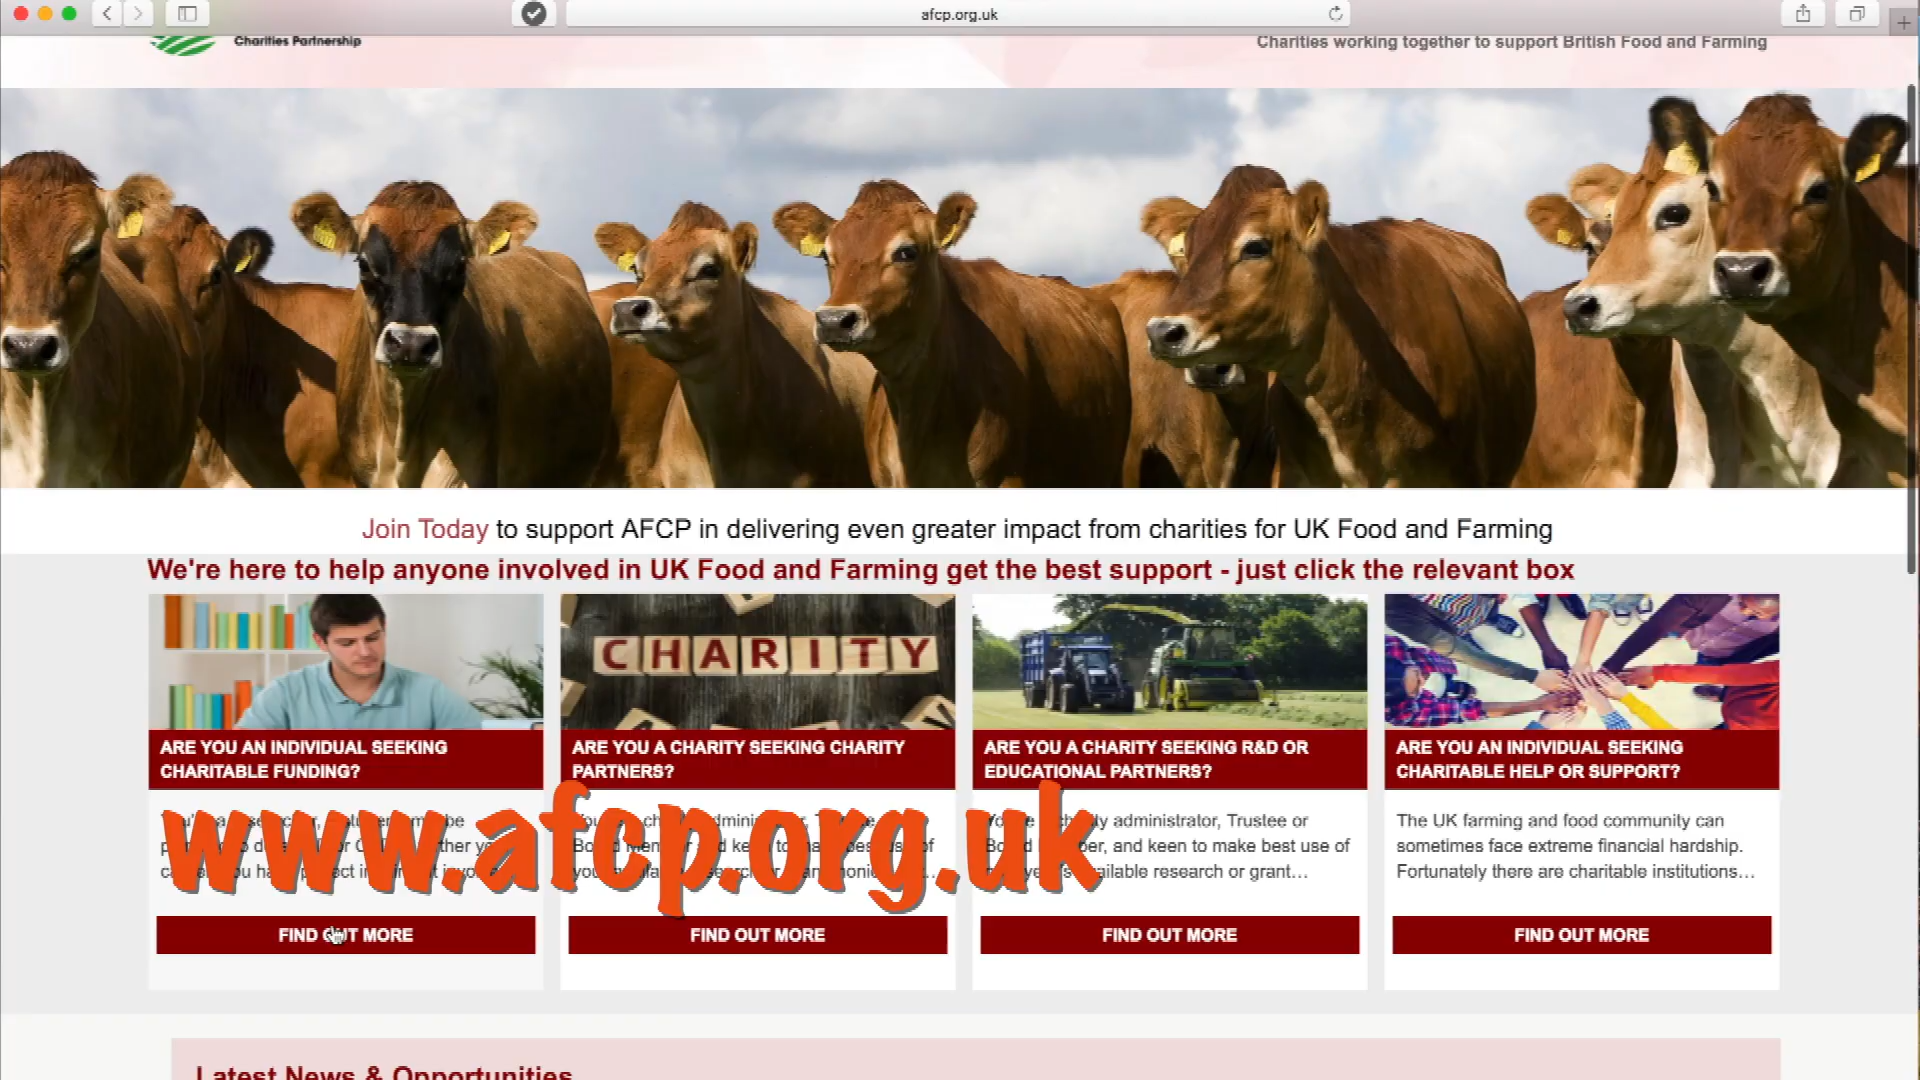 afcp.org.uk
Charities Partnership
Charities working together to support British Food and Farming
Join Today to support AFCP in delivering even greater impact from charities for UK Food and Farming
We're here to help anyone involved in UK Food and Farming get the best support - just click the relevant box
CHARITY
ARE YOU AN INDIVIDUAL SEEKING
CHARITABLE FUNDING?
ARE YOU A CHARITY SEEKING CHARITY
PARTNERS?
ARE YOU A CHARITY SEEKING R&D OR
EDUCATIONAL PARTNERS?
ARE YOU AN INDIVIDUAL SEEKING
CHARITABLE HELP OR SUPPORT?
www.afcp.org.uk
administrator, Trustee or
and keen to make best use of
research or grant...
The UK farming and food community can
sometimes face extreme financial hardship.
Fortunately there are charitable institutions...
FIND OUT MORE
FIND OUT MORE
FIND OUT MORE
FIND OUT MORE
Latest News & Opportunities